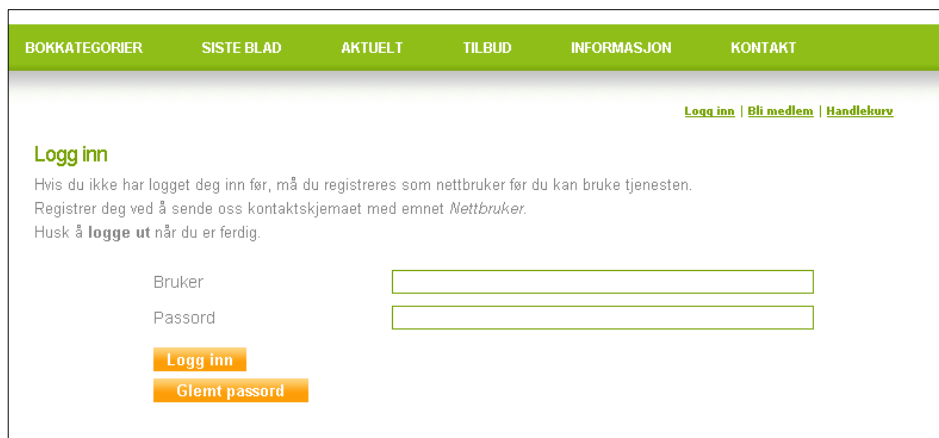 BOKKATEGORIER SISTE BLAD AKTUELT TILBUD INFORMASJON KONTAKT
Logg inn | Bli medlem | Handlekurv
Logg inn
Hvis du ikke har logget deg inn før, må du registreres som nettbruker før du kan bruke tjenesten.
Registrer deg ved å sende oss kontaktskjemaet med emnet Nettbruker.
Husk å logge ut når du er ferdig.
Bruker
Passord
Logg inn
Glemt passord